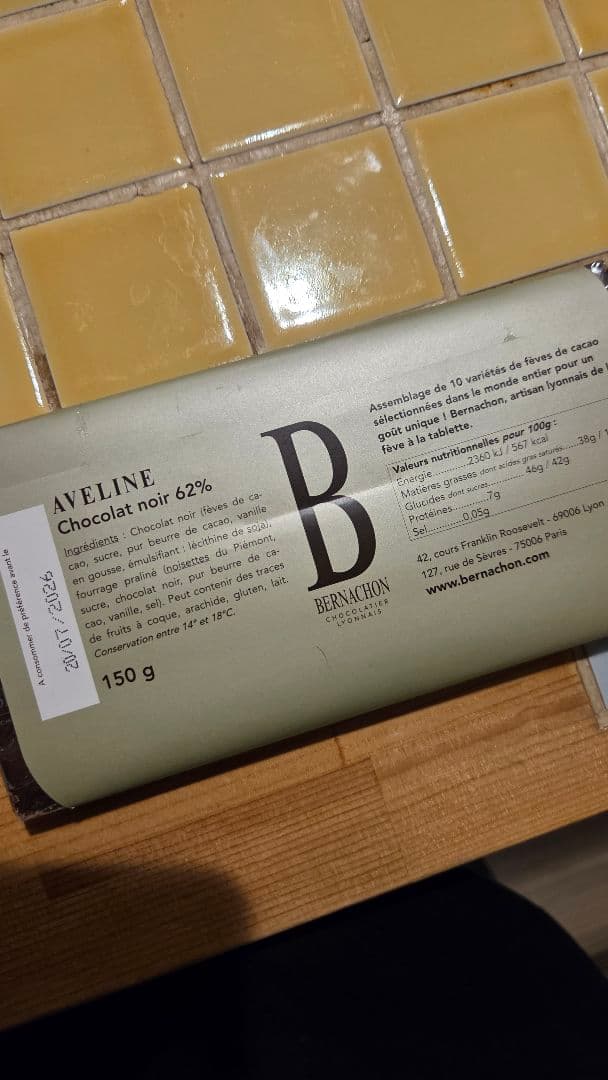 A consommer de préférence avant le
20/07/2026
AVELINE
Chocolat noir 62%
Ingrédients : Chocolat noir (fèves de ca-
cao, sucre, pur beurre de cacao, vanille
en gousse, émulsifiant : lécithine de soja),
fourrage praliné (noisettes du Piémont,
sucre, chocolat noir, pur beurre de ca-
cao, vanille, sel). Peut contenir des traces
de fruits à coque, arachide, gluten, lait.
Conservation entre 14° et 18°C.
150 g
B
BERNACHON
CHOCOLATIER
LYONNAIS
Assemblage de 10 variétés de fèves de cacao
sélectionnées dans le monde entier pour un
goût unique ! Bernachon, artisan lyonnais de
fève à la tablette.
Valeurs nutritionnelles pour 100g :
Énergie............2360 kJ / 567 kcal
Matières grasses dont acides gras saturés.....38g /
Glucides dont sucres............46g / 42g
Protéines............7g
Sel............0,05g
42, cours Franklin Roosevelt - 69006 Lyon
127, rue de Sèvres - 75006 Paris
www.bernachon.com